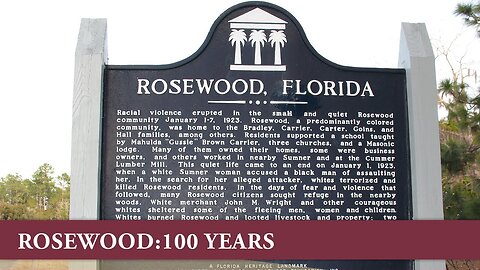 ROSEWOOD, FLORIDA
Racial violence erupted in the small and quiet Rosewood
community January 1-7, 1923. Rosewood, a predominantly colored
community, was home to the Bradley, Carrier, Carter, Goins, and
Hall families, among others. Residents supported a school taught
by Mahulda "Gussie" Brown Carrier, three churches, and a Masonic
lodge. Many of them owned their homes, some were business
owners, and others worked in nearby Sumner and at the Cummer
Lumber Mill. This quiet life came to an end on January 1, 1923,
when a white Sumner woman accused a black man of assaulting
her. In the search for her alleged attacker, whites terrorized and
killed Rosewood residents. In the days of fear and violence that
followed, many Rosewood citizens sought refuge in the nearby
woods. White merchant John M. Wright and other courageous
whites sheltered some of the fleeing men, women and children.
Whites burned Rosewood and looted livestock and property; two
ROSEWOOD:100 YEARS
A FLORIDA HERITAGE LANDMARK